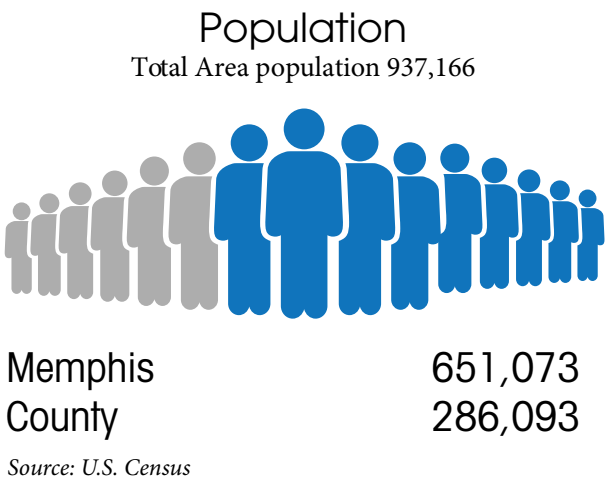 Population
Total Area population 937,166
Memphis 651,073
County 286,093
Source: U.S. Census